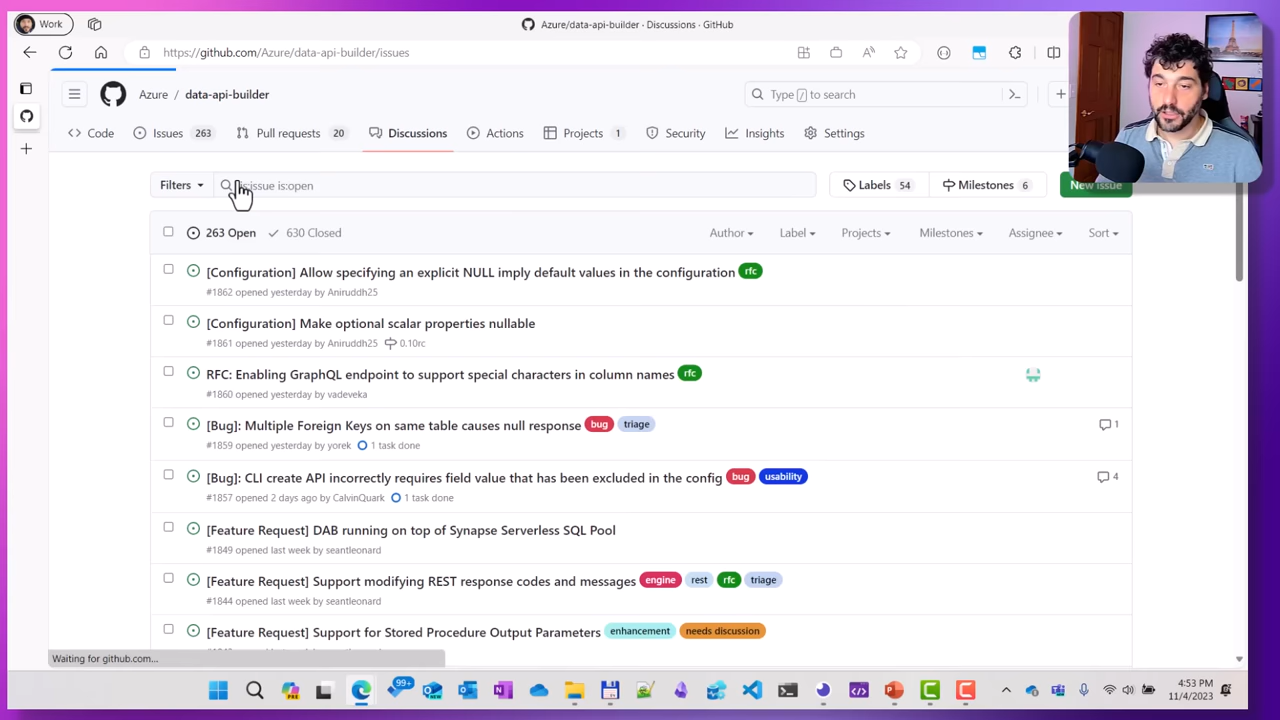 Work
Azure/data-api-builder · Discussions · GitHub
https://github.com/Azure/data-api-builder/issues
Azure / data-api-builder
Type / to search
Code
Issues 263
Pull requests 20
Discussions
Actions
Projects 1
Security
Insights
Settings
Filters
issue is:open
Labels 54
Milestones 6
New issue
263 Open
630 Closed
Author
Label
Projects
Milestones
Assignee
Sort
[Configuration] Allow specifying an explicit NULL imply default values in the configuration rfc
#1862 opened yesterday by Aniruddh25
[Configuration] Make optional scalar properties nullable
#1861 opened yesterday by Aniruddh25 0.10rc
RFC: Enabling GraphQL endpoint to support special characters in column names rfc
#1860 opened yesterday by vadeveka
[Bug]: Multiple Foreign Keys on same table causes null response bug triage
1
#1859 opened yesterday by yorek 1 task done
[Bug]: CLI create API incorrectly requires field value that has been excluded in the config bug usability
4
#1857 opened 2 days ago by CalvinQuark 1 task done
[Feature Request] DAB running on top of Synapse Serverless SQL Pool
#1849 opened last week by seantleonard
[Feature Request] Support modifying REST response codes and messages engine rest rfc triage
#1844 opened last week by seantleonard
[Feature Request] Support for Stored Procedure Output Parameters enhancement needs discussion
Waiting for github.com...
99+
PRE
4:53 PM
11/4/2023